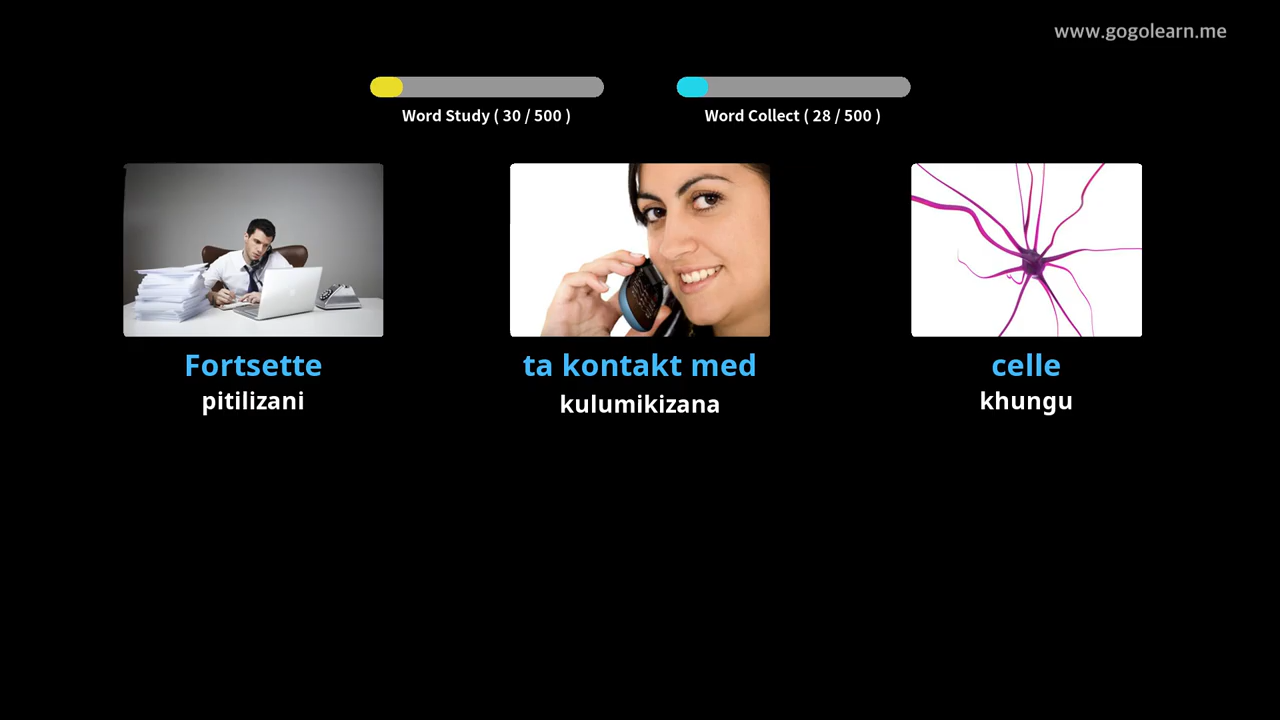 www.gogolearn.me
Word Study ( 30 / 500 )
Word Collect ( 28 / 500 )
Fortsette
pitilizani
ta kontakt med
kulumikizana
celle
khungu